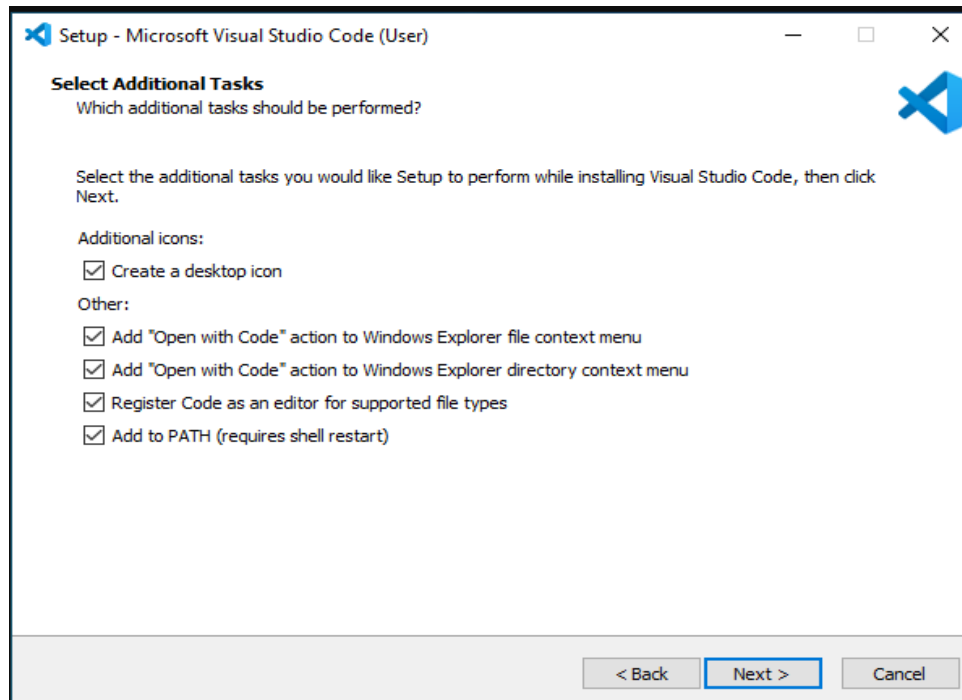 Setup - Microsoft Visual Studio Code (User)
Select Additional Tasks
Which additional tasks should be performed?
Select the additional tasks you would like Setup to perform while installing Visual Studio Code, then click
Next.
Additional icons:
Create a desktop icon
Other:
Add "Open with Code" action to Windows Explorer file context menu
Add "Open with Code" action to Windows Explorer directory context menu
Register Code as an editor for supported file types
Add to PATH (requires shell restart)
< Back Next > Cancel